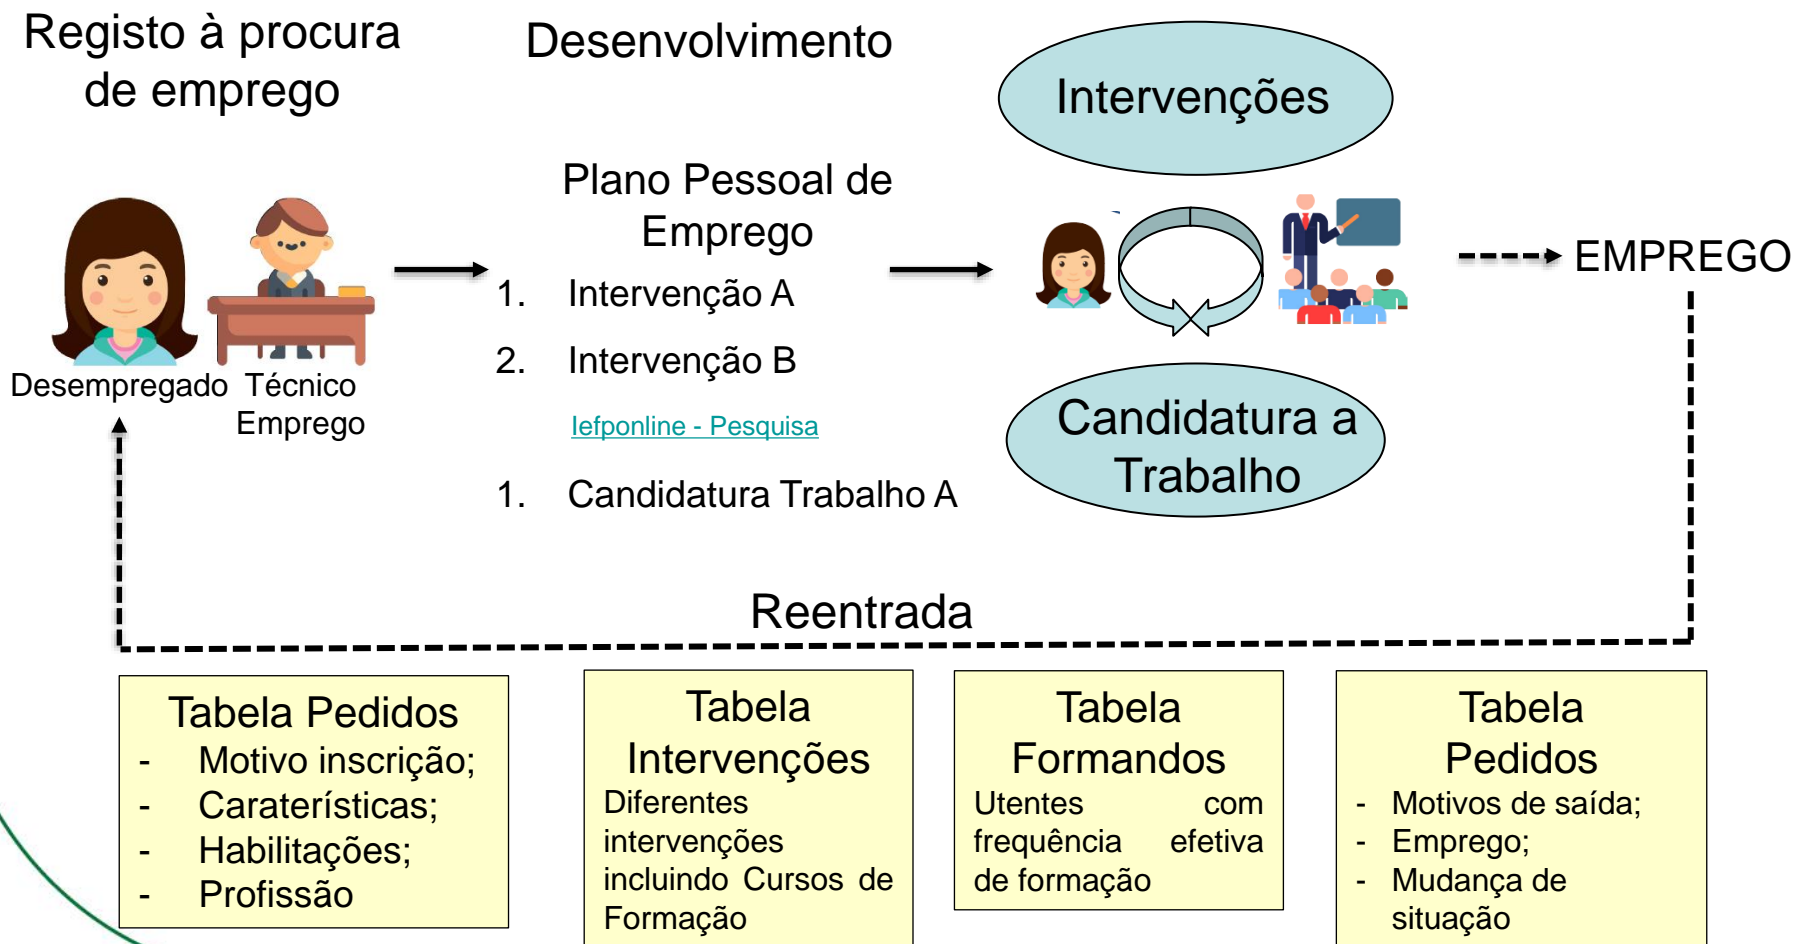 Registo à procura
de emprego
Desempregado
Técnico
Emprego
Desenvolvimento
Plano Pessoal de
Emprego
1. Intervenção A
2. Intervenção B
Iefponline - Pesquisa
1. Candidatura Trabalho A
Intervenções
Candidatura a
Trabalho
EMPREGO
Reentrada
Tabela Pedidos
- Motivo inscrição;
- Caraterísticas;
- Habilitações;
- Profissão
Tabela
Intervenções
Diferentes
intervenções
incluindo Cursos de
Formação
Tabela
Formandos
Utentes com
frequência efetiva
de formação
Tabela
Pedidos
- Motivos de saída;
- Emprego;
- Mudança de
situação